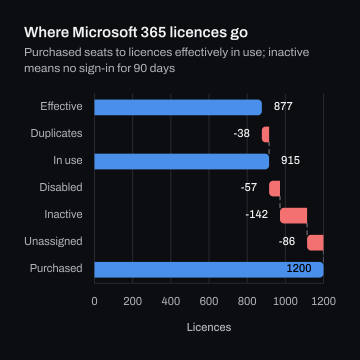 Where Microsoft 365 licences go
Purchased seats to licences effectively in use; inactive
means no sign-in for 90 days
Effective 877
Duplicates -38
In use 915
Disabled -57
Inactive -142
Unassigned -86
Purchased 1200
0 200 400 600 800 1000 1200
Licences